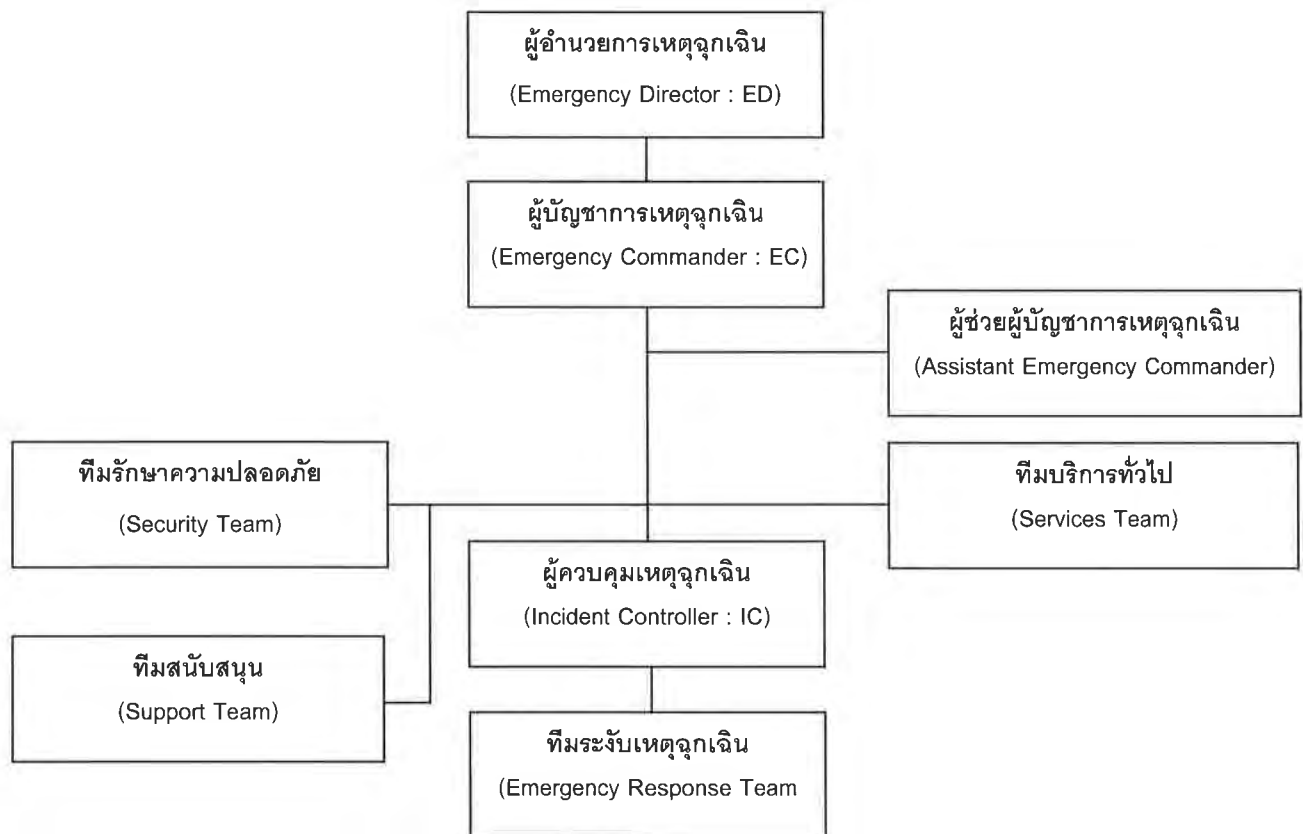 ผู้อำนวยการเหตุฉุกเฉิน
(Emergency Director : ED)
ผู้บัญชาการเหตุฉุกเฉิน
(Emergency Commander : EC)
ผู้ช่วยผู้บัญชาการเหตุฉุกเฉิน
(Assistant Emergency Commander)
ทีมรักษาความปลอดภัย
(Security Team)
ทีมบริการทั่วไป
(Services Team)
ผู้ควบคุมเหตุฉุกเฉิน
(Incident Controller : IC)
ทีมสนับสนุน
(Support Team)
ทีมระงับเหตุฉุกเฉิน
(Emergency Response Team